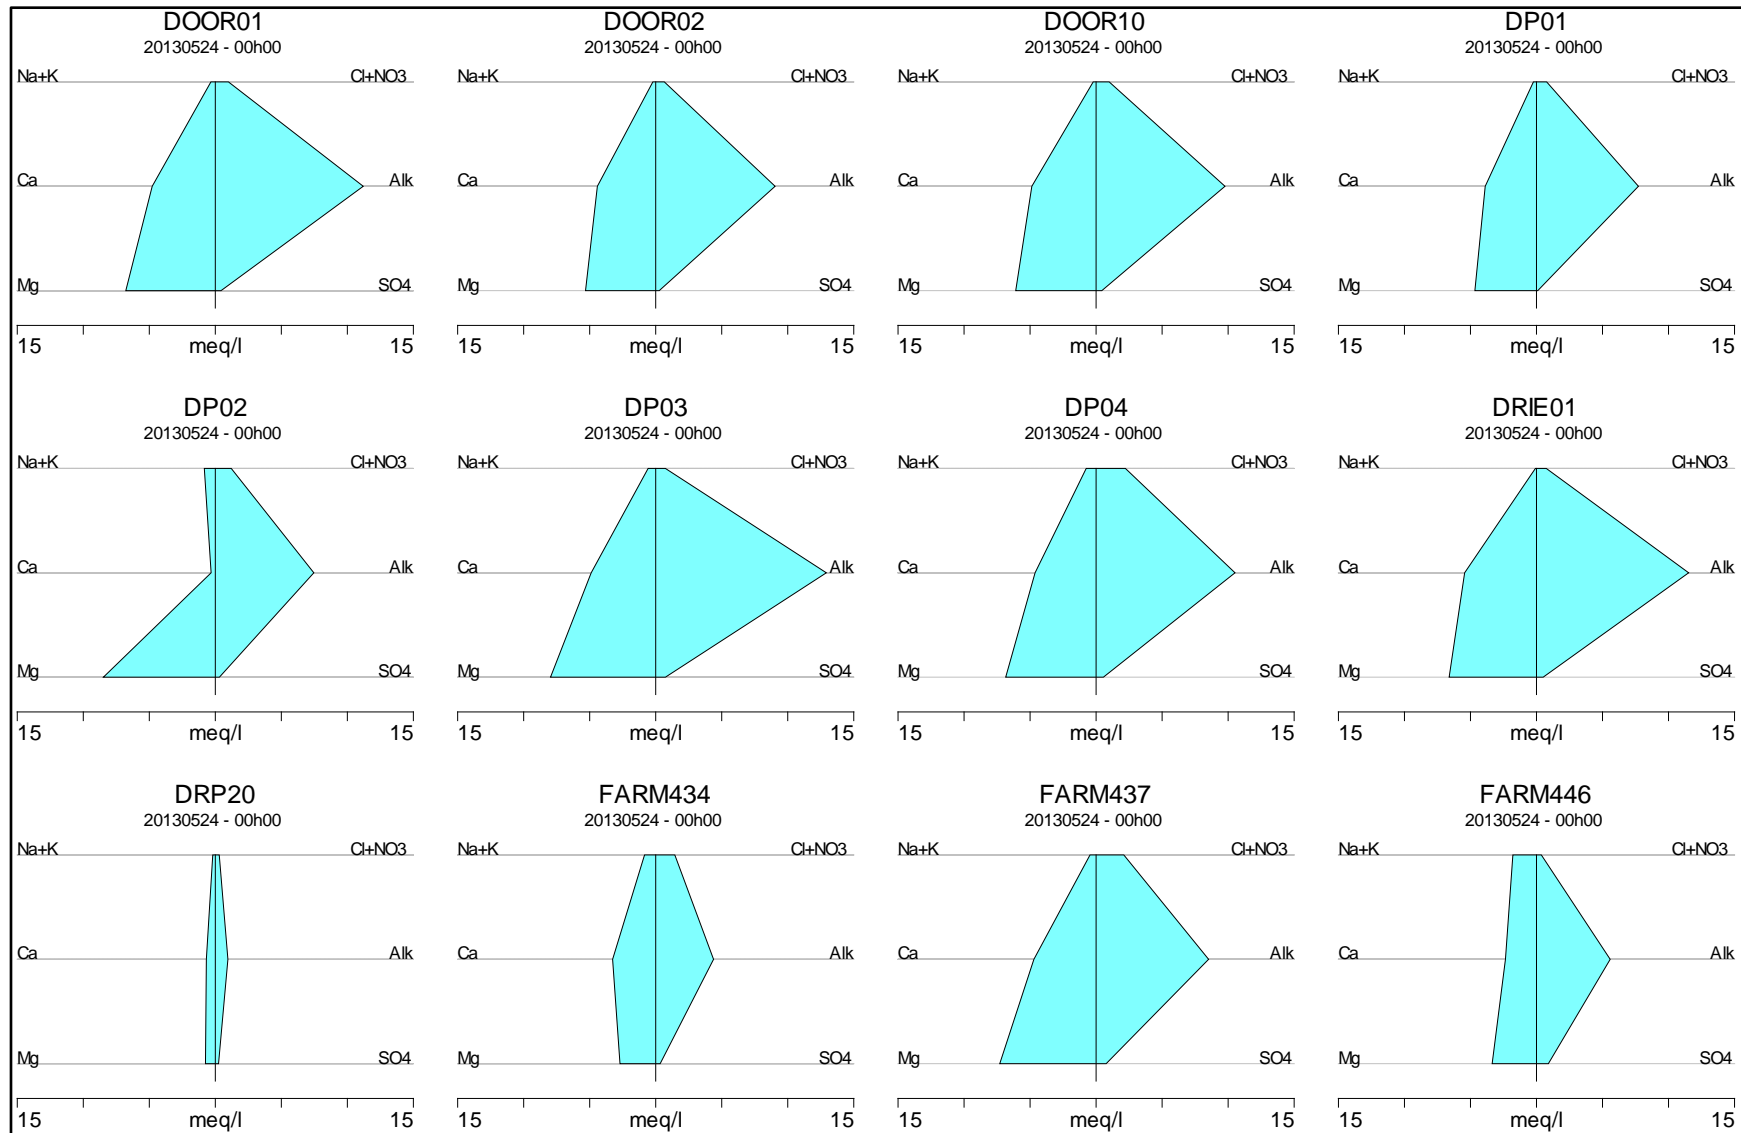 DOOR01 DOOR02 DOOR10 DP01
20130524 - 00h00 20130524 - 00h00 20130524 - 00h00 20130524 - 00h00
Na+K Cl+NO3 Na+K Cl+NO3 Na+K Cl+NO3 Na+K Cl+NO3
Ca Alk Ca Alk Ca Alk Ca Alk
Mg SO4 Mg SO4 Mg SO4 Mg SO4
15 meq/l 15 15 meq/l 15 15 meq/l 15 15 meq/l 15
DP02 DP03 DP04 DRIE01
20130524 - 00h00 20130524 - 00h00 20130524 - 00h00 20130524 - 00h00
Na+K Cl+NO3 Na+K Cl+NO3 Na+K Cl+NO3 Na+K Cl+NO3
Ca Alk Ca Alk Ca Alk Ca Alk
Mg SO4 Mg SO4 Mg SO4 Mg SO4
15 meq/l 15 15 meq/l 15 15 meq/l 15 15 meq/l 15
DRP20 FARM434 FARM437 FARM446
20130524 - 00h00 20130524 - 00h00 20130524 - 00h00 20130524 - 00h00
Na+K Cl+NO3 Na+K Cl+NO3 Na+K Cl+NO3 Na+K Cl+NO3
Ca Alk Ca Alk Ca Alk Ca Alk
Mg SO4 Mg SO4 Mg SO4 Mg SO4
15 meq/l 15 15 meq/l 15 15 meq/l 15 15 meq/l 15